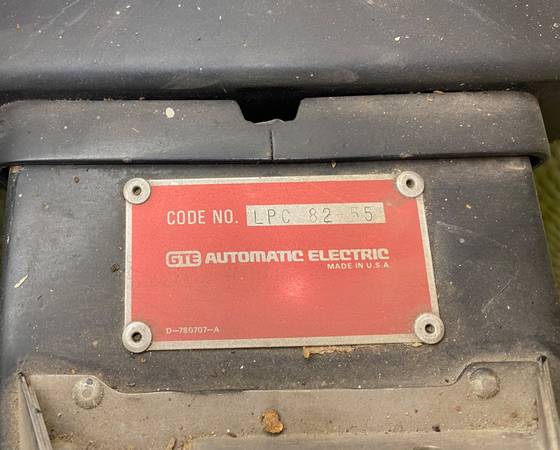 CODE NO. LPC 82 55
GTE AUTOMATIC ELECTRIC
MADE IN U.S.A.
D-780707-A